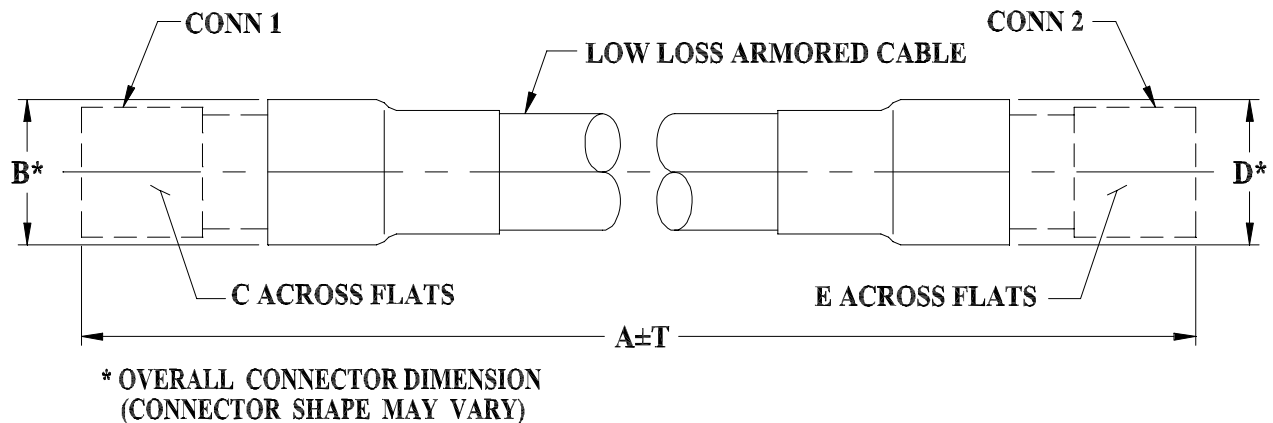 CONN 1
CONN 2
LOW LOSS ARMORED CABLE
B*
D*
C ACROSS FLATS
E ACROSS FLATS
A±T
* OVERALL CONNECTOR DIMENSION
(CONNECTOR SHAPE MAY VARY)